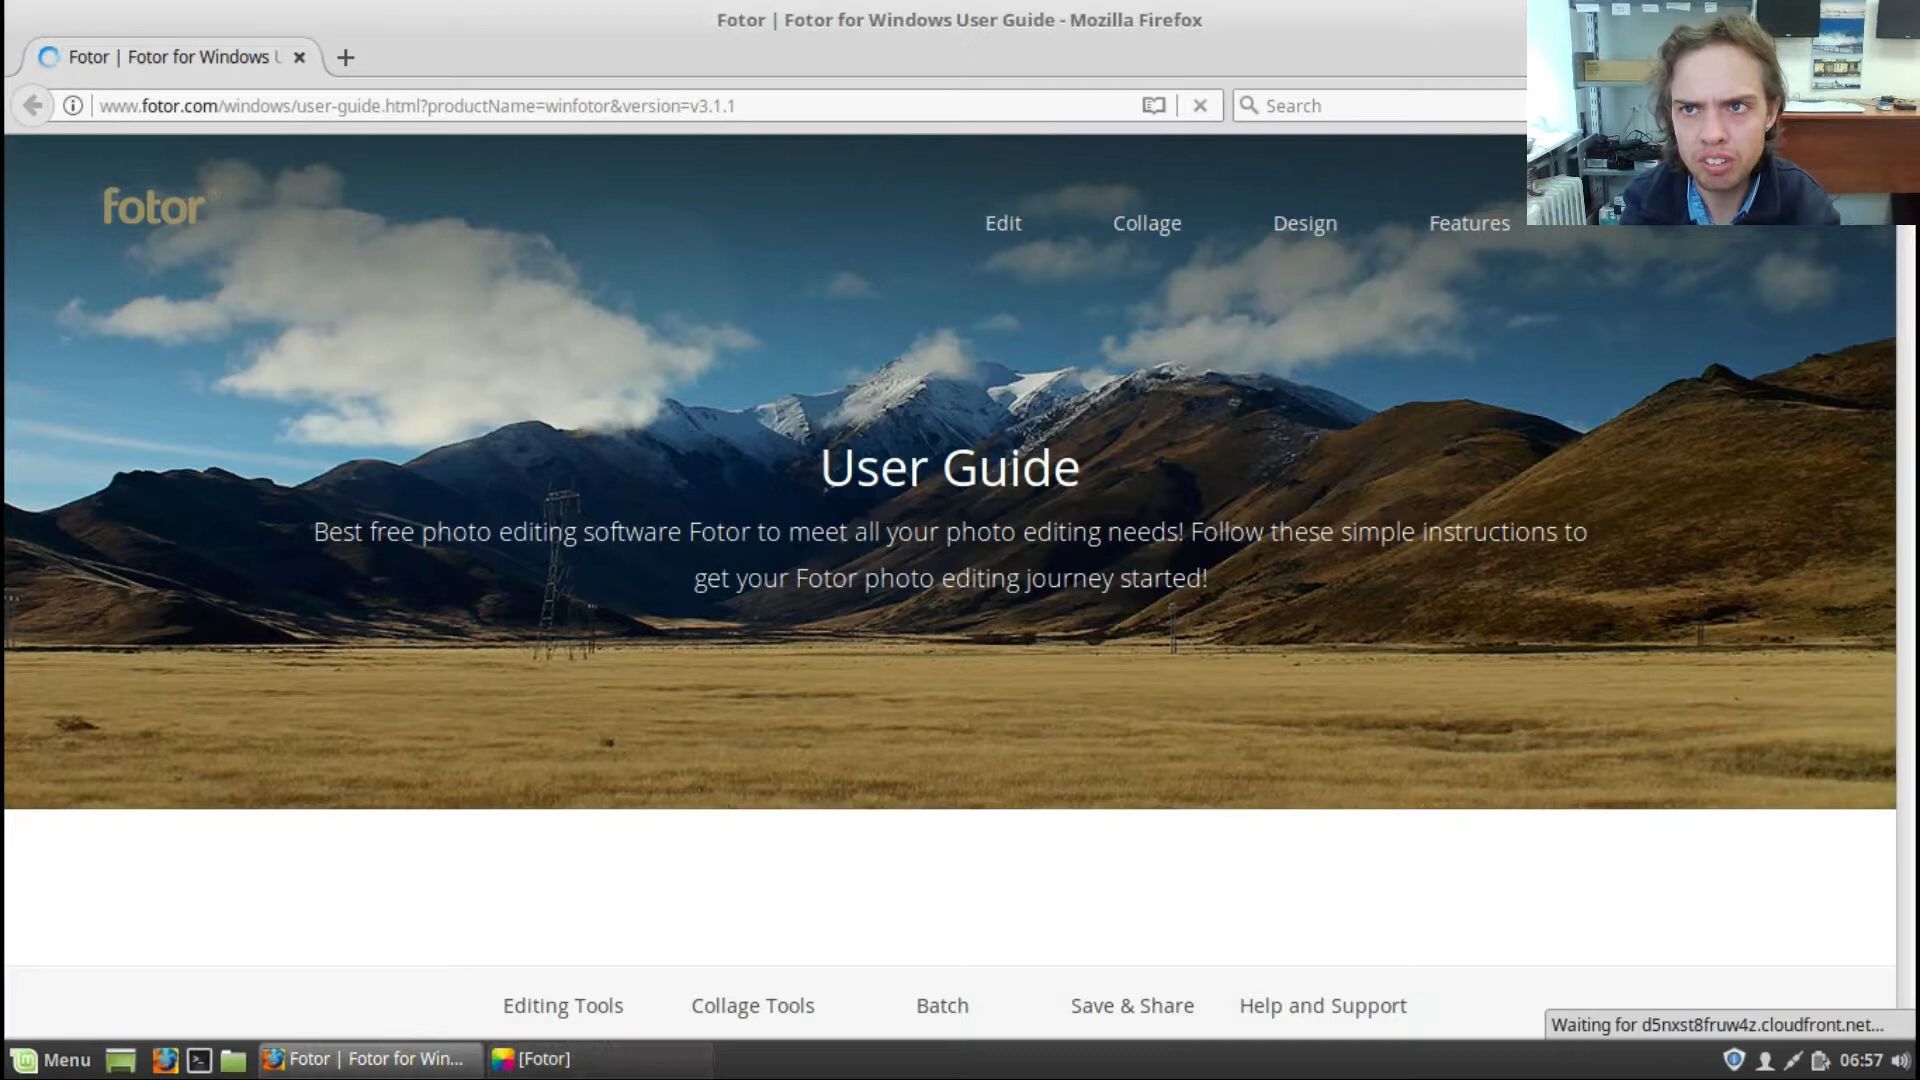 Fotor | Fotor for Windows User Guide - Mozilla Firefox
Fotor | Fotor for Windows U
www.fotor.com/windows/user-guide.html?productName=winfotor&version=v3.1.1
Search
fotor®
Edit Collage Design Features
User Guide
Best free photo editing software Fotor to meet all your photo editing needs! Follow these simple instructions to
get your Fotor photo editing journey started!
Editing Tools Collage Tools Batch Save & Share Help and Support
Waiting for d5nxst8fruw4z.cloudfront.net...
Menu Fotor | Fotor for Win... [Fotor] 06:57